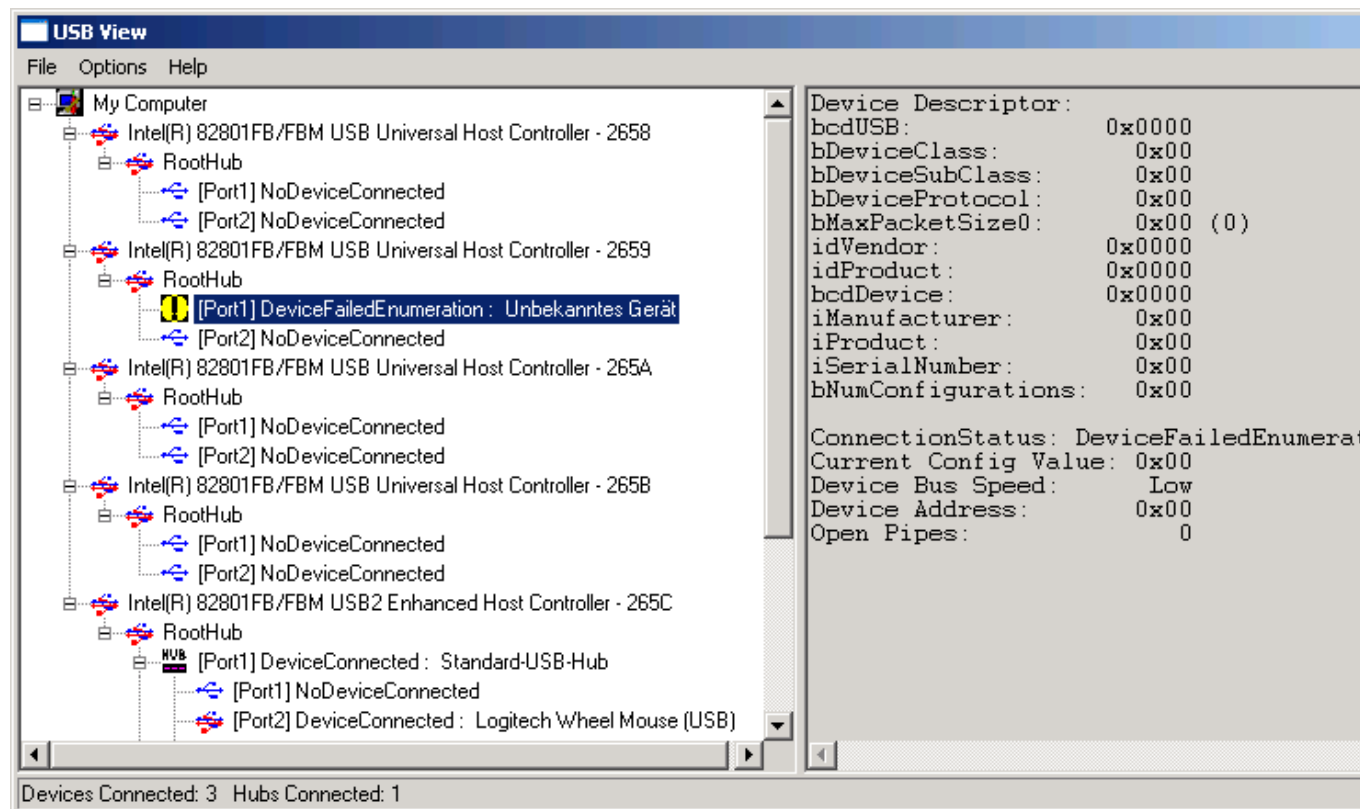 USB View
File Options Help
My Computer
Intel(R) 82801FB/FBM USB Universal Host Controller - 2658
RootHub
[Port1] NoDeviceConnected
[Port2] NoDeviceConnected
Intel(R) 82801FB/FBM USB Universal Host Controller - 2659
RootHub
[Port1] DeviceFailedEnumeration : Unbekanntes Gerät
[Port2] NoDeviceConnected
Intel(R) 82801FB/FBM USB Universal Host Controller - 265A
RootHub
[Port1] NoDeviceConnected
[Port2] NoDeviceConnected
Intel(R) 82801FB/FBM USB Universal Host Controller - 265B
RootHub
[Port1] NoDeviceConnected
[Port2] NoDeviceConnected
Intel(R) 82801FB/FBM USB2 Enhanced Host Controller - 265C
RootHub
HUB [Port1] DeviceConnected : Standard-USB-Hub
[Port1] NoDeviceConnected
[Port2] DeviceConnected : Logitech Wheel Mouse (USB)
Device Descriptor:
bcdUSB: 0x0000
bDeviceClass: 0x00
bDeviceSubClass: 0x00
bDeviceProtocol: 0x00
bMaxPacketSize0: 0x00 (0)
idVendor: 0x0000
idProduct: 0x0000
bcdDevice: 0x0000
iManufacturer: 0x00
iProduct: 0x00
iSerialNumber: 0x00
bNumConfigurations: 0x00
ConnectionStatus: DeviceFailedEnumerat
Current Config Value: 0x00
Device Bus Speed: Low
Device Address: 0x00
Open Pipes: 0
Devices Connected: 3 Hubs Connected: 1